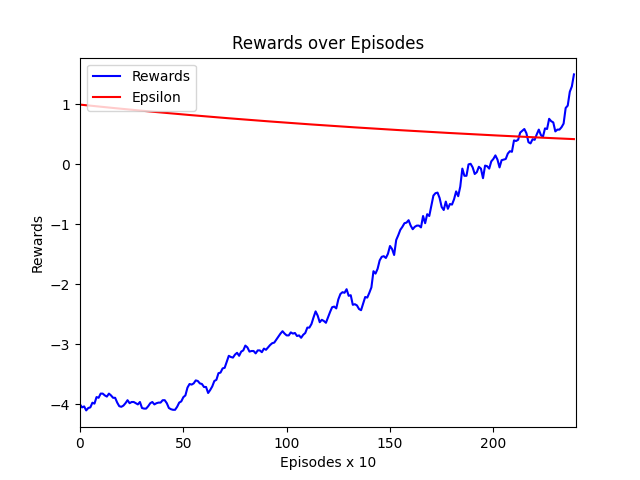 Rewards over Episodes
Rewards
Epsilon
1
0
−1
−2
−3
−4
Rewards
0
50
100
150
200
Episodes x 10